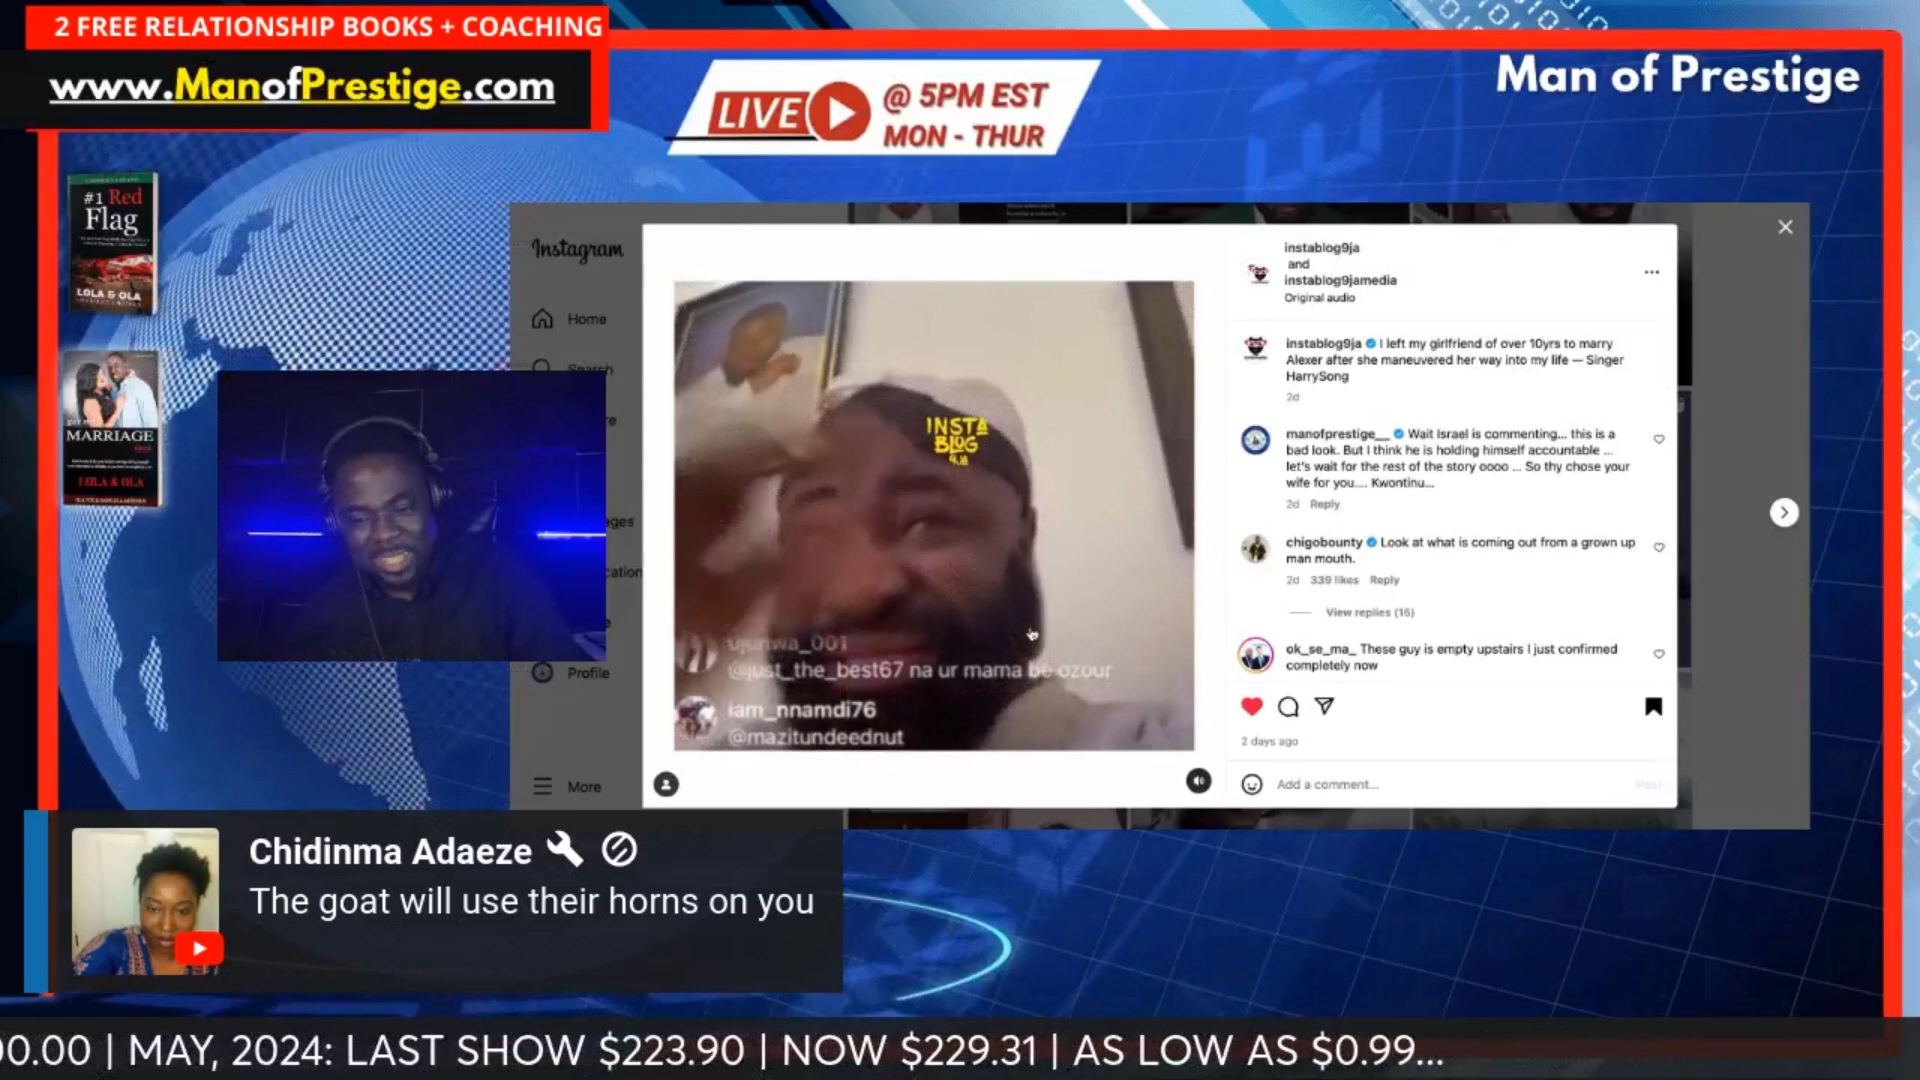 2 FREE RELATIONSHIP BOOKS + COACHING
www.ManofPrestige.com
LIVE @ 5PM EST
MON - THUR
Man of Prestige
#1 Red
Flag
LOLA & OLA
MARRIAGE
LOLA & OLA
Instagram
Home
Search
ages
cation
Profile
More
INSTA
BLOG
9JA
ujunwa_001
@just_the_best67 na ur mama be ozour
iam_nnamdi76
@mazitundeednut
instablog9ja
and
instablog9jamedia
Original audio
instablog9ja I left my girlfriend of over 10yrs to marry
Alexer after she maneuvered her way into my life — Singer
HarrySong
2d
manofprestige__ Wait Israel is commenting... this is a
bad look. But I think he is holding himself accountable ...
let's wait for the rest of the story oooo ... So thy chose your
wife for you.... Kwontinu...
2d Reply
chigobounty Look at what is coming out from a grown up
man mouth.
2d 339 likes Reply
View replies (15)
ok_se_ma_ These guy is empty upstairs I just confirmed
completely now
2 days ago
Add a comment...
Post
Chidinma Adaeze
The goat will use their horns on you
00.00 | MAY, 2024: LAST SHOW $223.90 | NOW $229.31 | AS LOW AS $0.99...